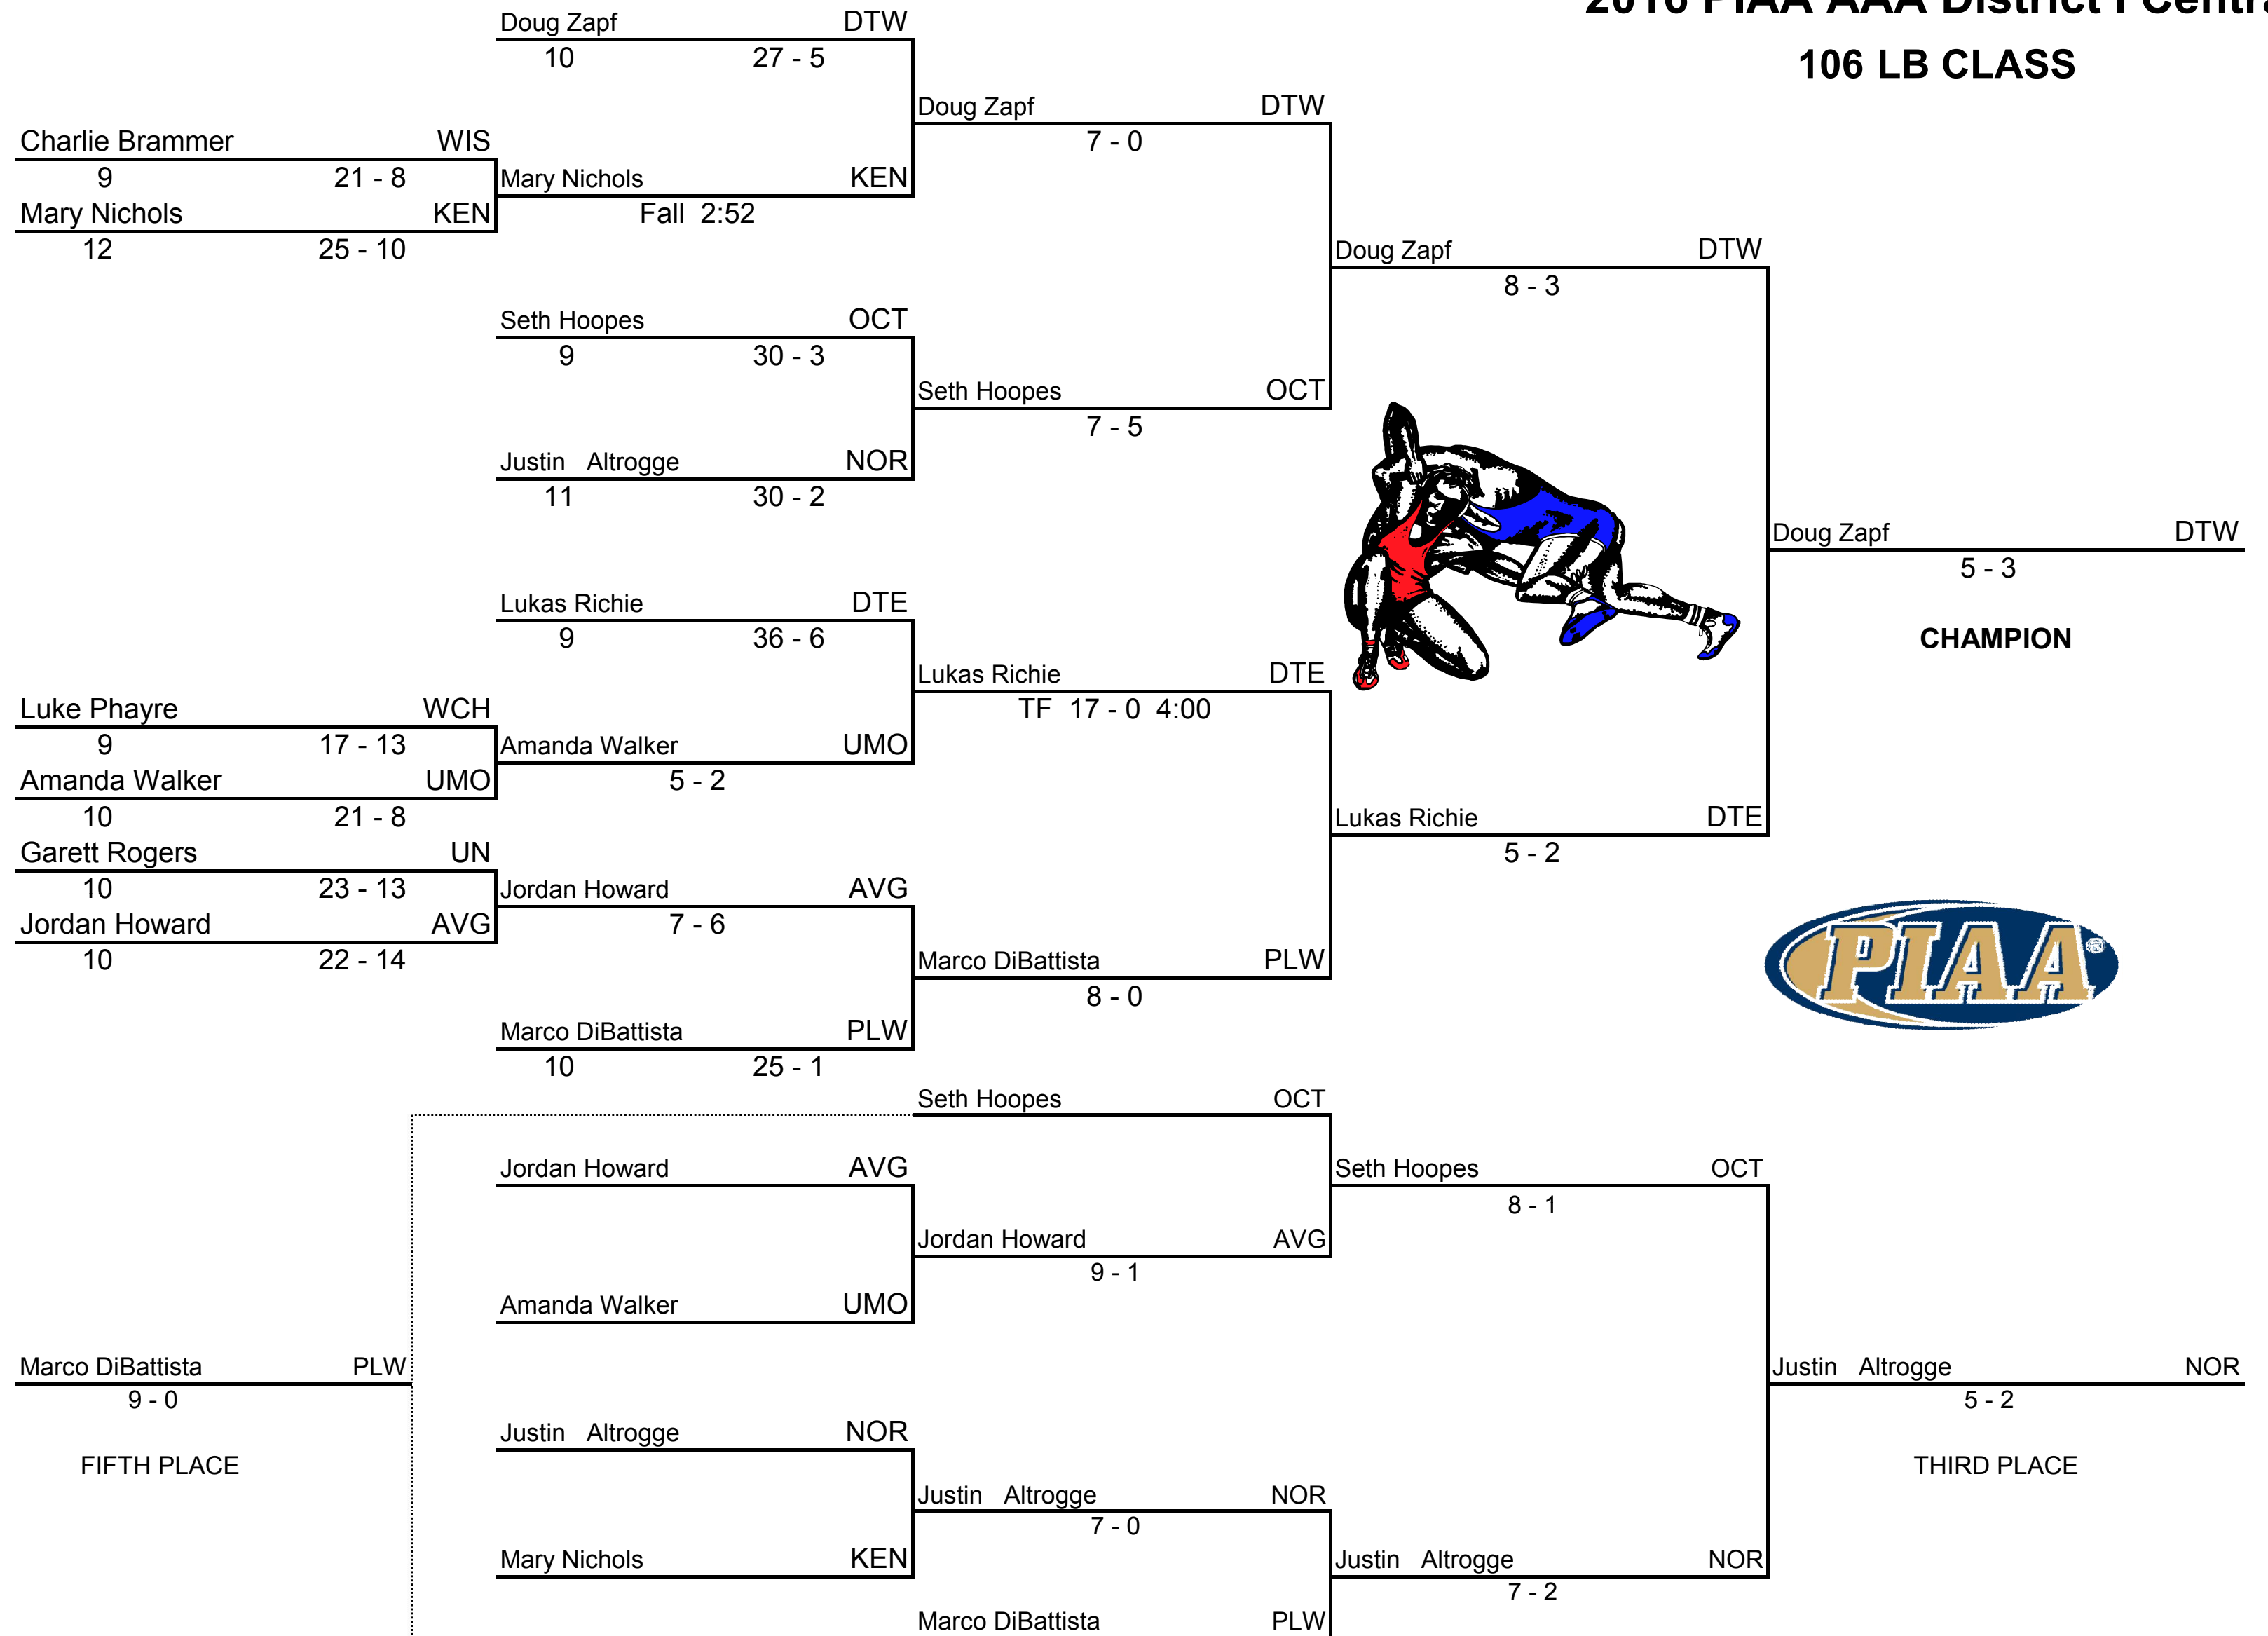 2016 PIAA AAA District I Centra
106 LB CLASS
Doug Zapf DTW
10 27 - 5
Doug Zapf DTW
7 - 0
Charlie Brammer WIS
9 21 - 8
Mary Nichols KEN
Fall 2:52
Mary Nichols KEN
12 25 - 10
Doug Zapf DTW
8 - 3
Seth Hoopes OCT
9 30 - 3
Seth Hoopes OCT
7 - 5
Justin Altrogge NOR
11 30 - 2
Doug Zapf DTW
5 - 3
CHAMPION
Lukas Richie DTE
9 36 - 6
Lukas Richie DTE
TF 17 - 0 4:00
Luke Phayre WCH
9 17 - 13
Amanda Walker UMO
5 - 2
Amanda Walker UMO
10 21 - 8
Lukas Richie DTE
5 - 2
Garett Rogers UN
10 23 - 13
Jordan Howard AVG
7 - 6
Jordan Howard AVG
10 22 - 14
Marco DiBattista PLW
8 - 0
PIAA®
Marco DiBattista PLW
10 25 - 1
Seth Hoopes OCT
Jordan Howard AVG
Seth Hoopes OCT
8 - 1
Jordan Howard AVG
9 - 1
Amanda Walker UMO
Marco DiBattista PLW
9 - 0
FIFTH PLACE
Justin Altrogge NOR
5 - 2
THIRD PLACE
Justin Altrogge NOR
Justin Altrogge NOR
7 - 0
Mary Nichols KEN
Justin Altrogge NOR
7 - 2
Marco DiBattista PLW